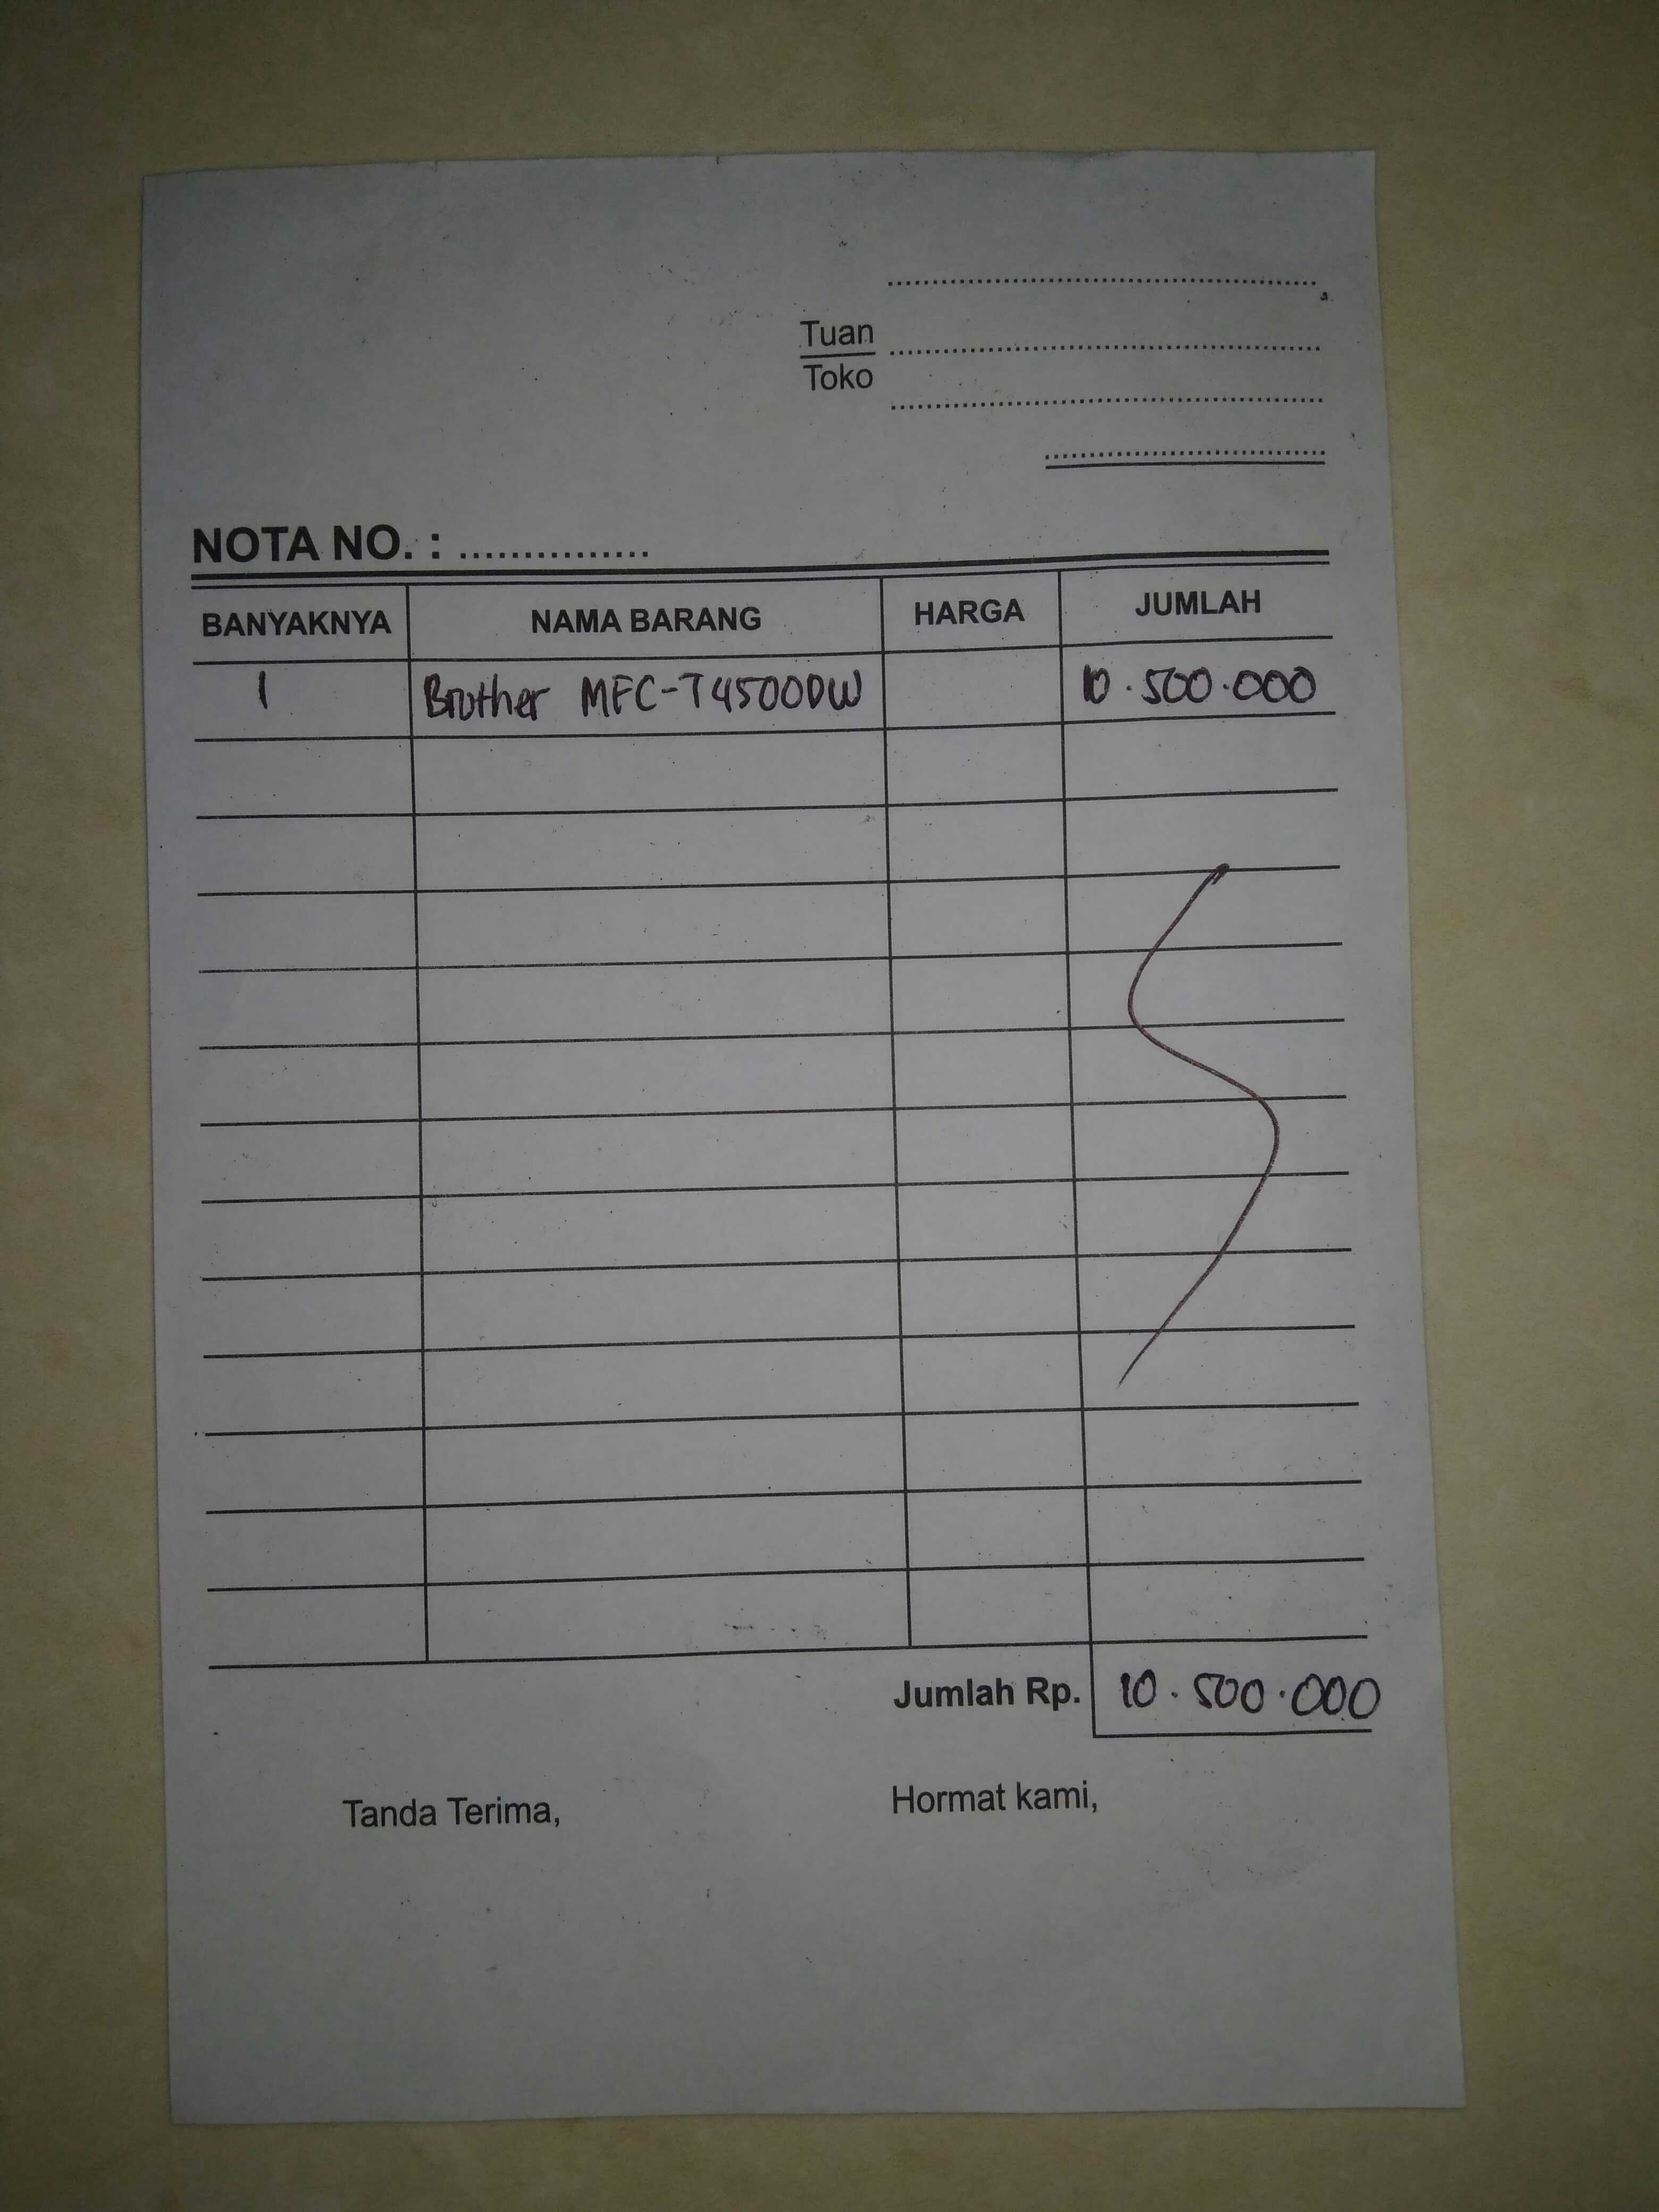 Tuan
Toko
NOTA NO. : ...............
BANYAKNYA NAMA BARANG HARGA JUMLAH
1 Brother MFC-T4500DW 10.500.000
Jumlah Rp. 10.500.000
Tanda Terima, Hormat kami,